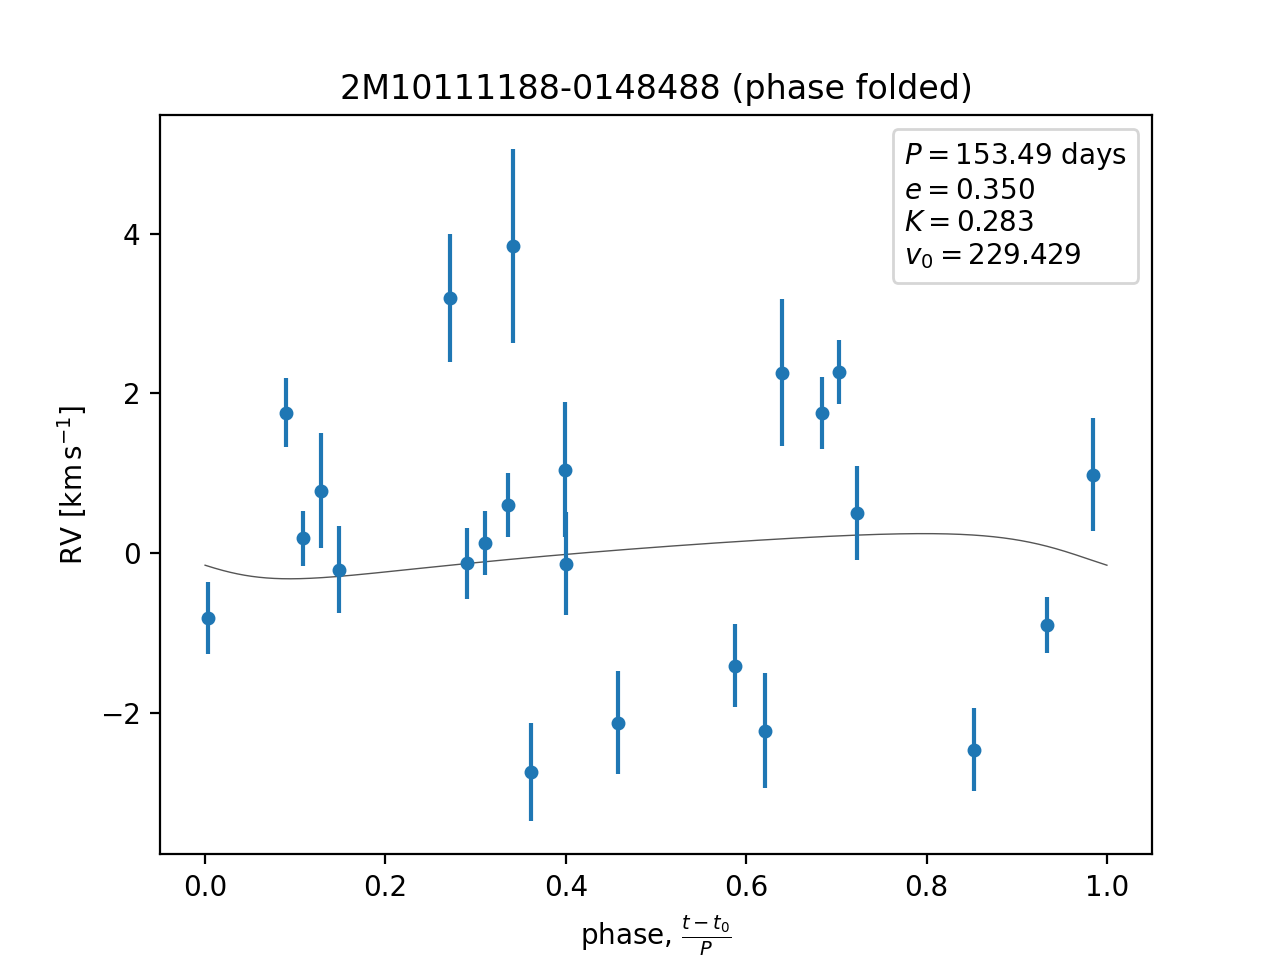 2M10111188-0148488 (phase folded)
P = 153.49 days
e = 0.350
K = 0.283
v₀ = 229.429
4
2
0
−2
RV [km s⁻¹]
0.0 0.2 0.4 0.6 0.8 1.0
phase, (t − t₀)/P